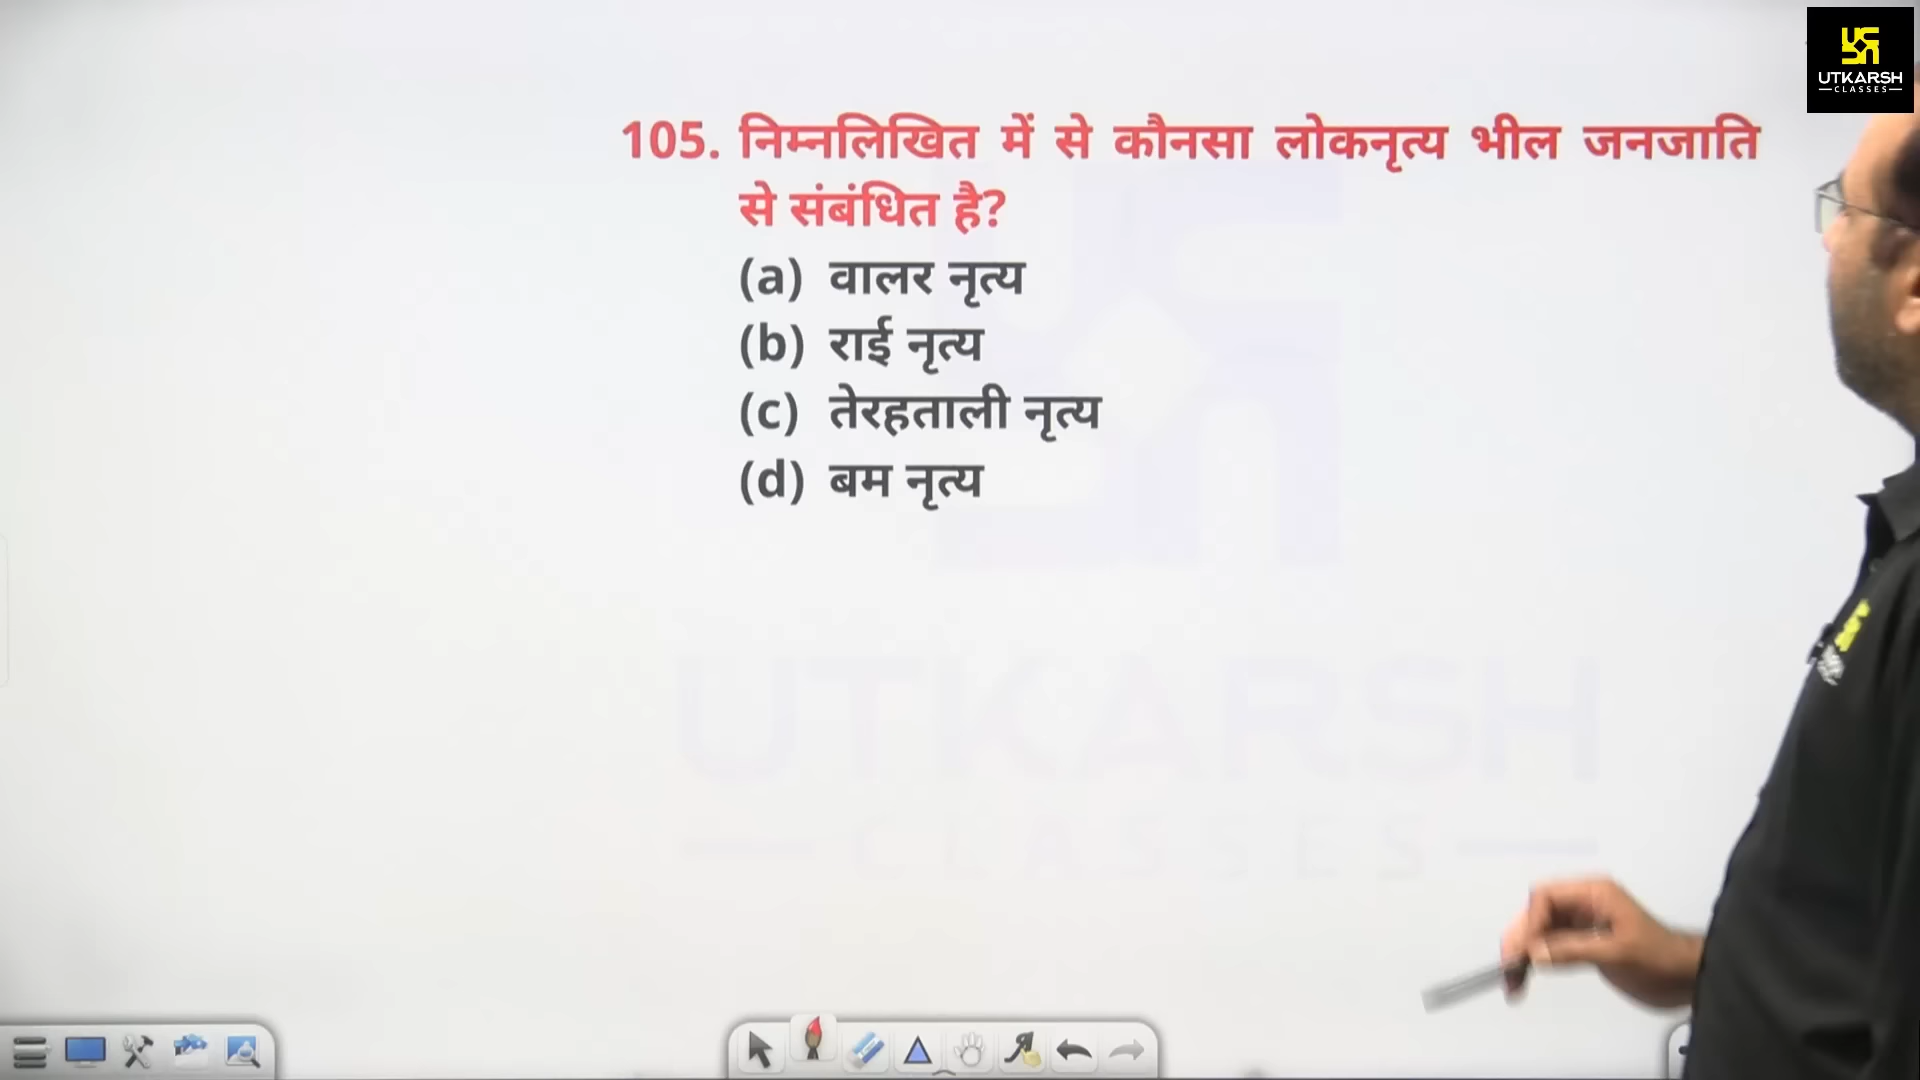 UTKARSH
CLASSES
105. निम्नलिखित में से कौनसा लोकनृत्य भील जनजाति
से संबंधित है?
(a) वालर नृत्य
(b) राई नृत्य
(c) तेरहताली नृत्य
(d) बम नृत्य
UTKARSH
CLASSES